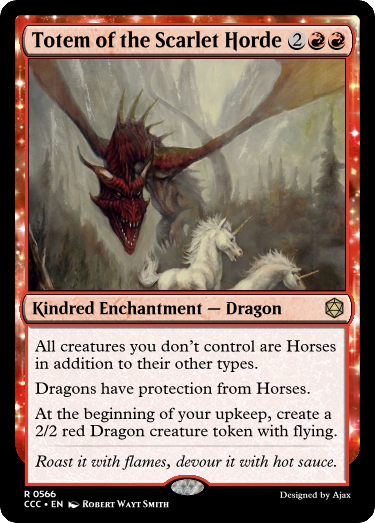 Totem of the Scarlet Horde 2
Kindred Enchantment — Dragon
All creatures you don't control are Horses
in addition to their other types.
Dragons have protection from Horses.
At the beginning of your upkeep, create a
2/2 red Dragon creature token with flying.
Roast it with flames, devour it with hot sauce.
R 0566
CCC • EN Robert Wayt Smith
Designed by Ajax